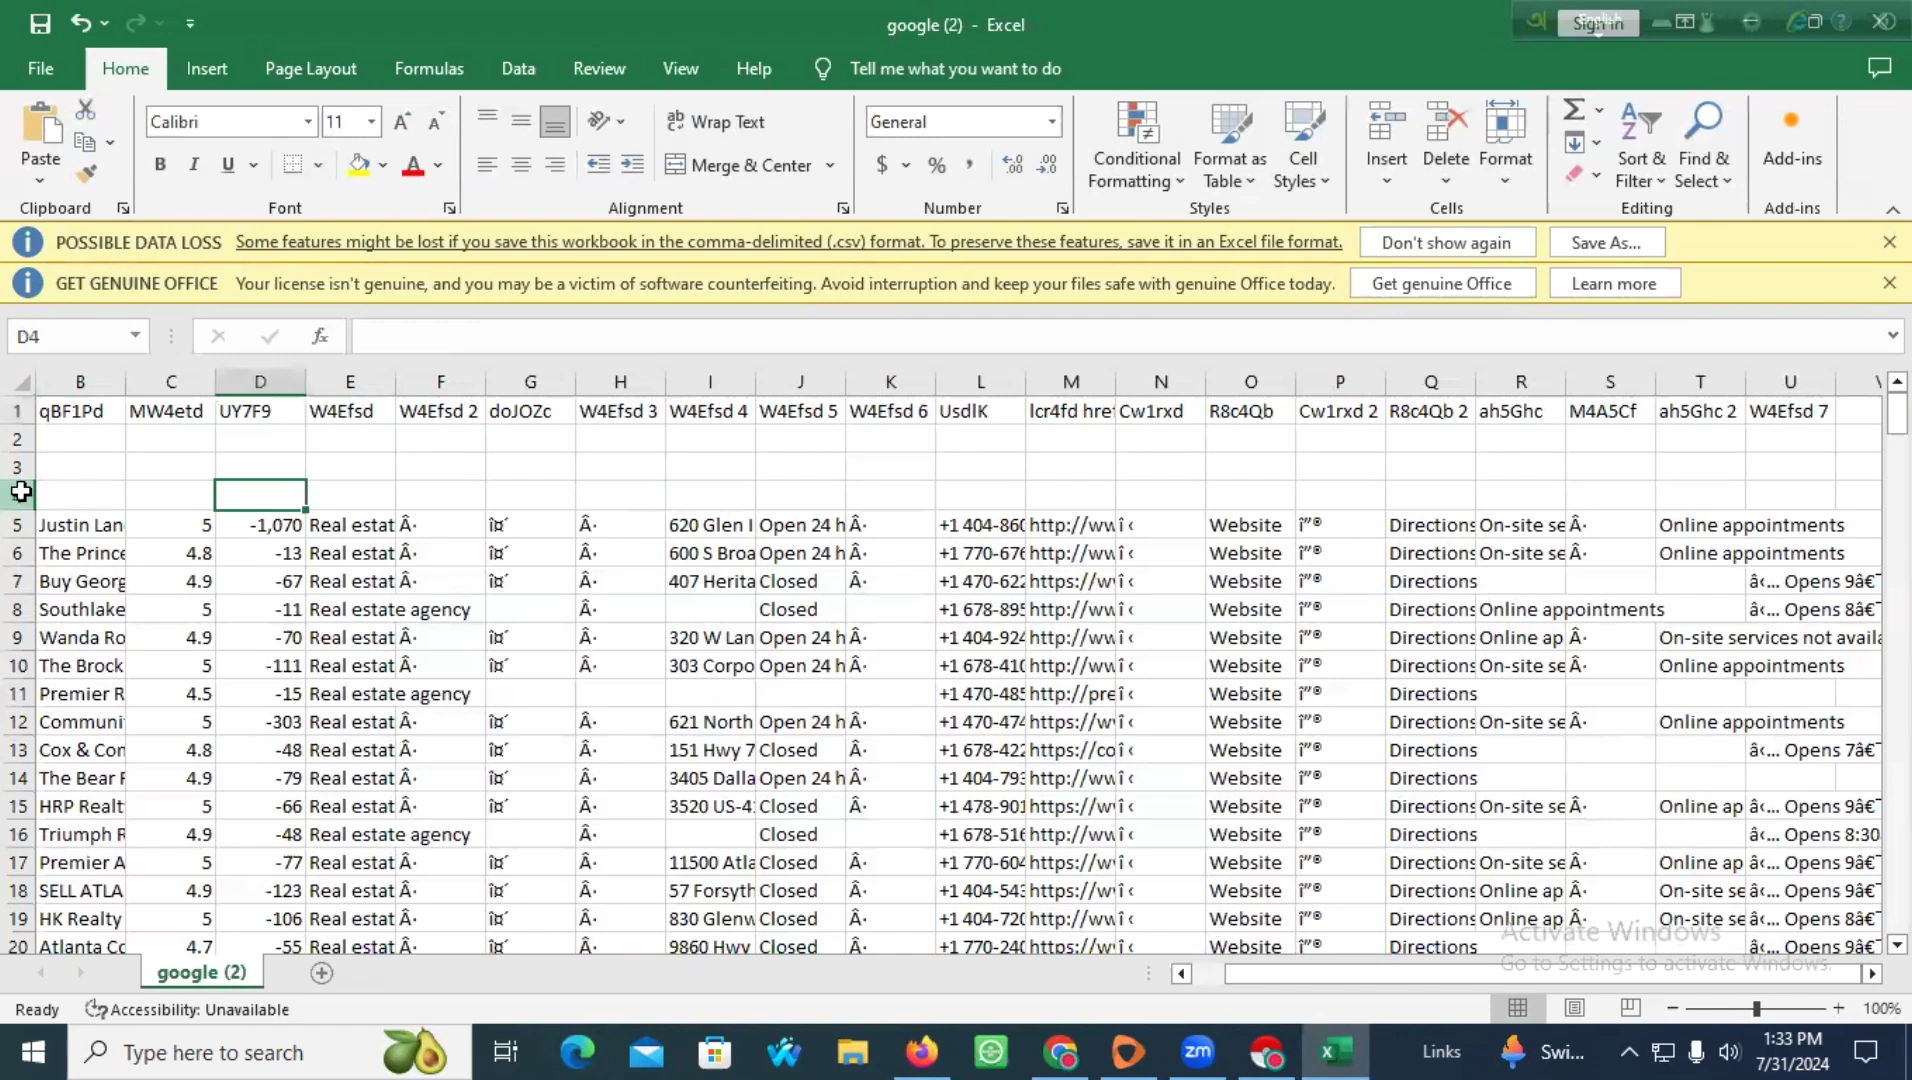 google (2) - Excel
Sign in
English
File Home Insert Page Layout Formulas Data Review View Help Tell me what you want to do
Paste
Clipboard
Calibri 11
B I U
Font
Wrap Text
Merge & Center
Alignment
General
$ % ,
Number
Conditional Formatting
Format as Table
Cell Styles
Styles
Insert Delete Format
Cells
Sort & Filter
Find & Select
Editing
Add-ins
Add-ins
POSSIBLE DATA LOSS Some features might be lost if you save this workbook in the comma-delimited (.csv) format. To preserve these features, save it in an Excel file format. Don't show again Save As...
GET GENUINE OFFICE Your license isn't genuine, and you may be a victim of software counterfeiting. Avoid interruption and keep your files safe with genuine Office today. Get genuine Office Learn more
D4 fx
B C D E F G H I J K L M N O P Q R S T U
1 qBF1Pd MW4etd UY7F9 W4Efsd W4Efsd 2 doJOZc W4Efsd 3 W4Efsd 4 W4Efsd 5 W4Efsd 6 UsdlK lcr4fd href Cw1rxd R8c4Qb Cw1rxd 2 R8c4Qb 2 ah5Ghc M4A5Cf ah5Ghc 2 W4Efsd 7
2
3
5 Justin Lan 5 -1,070 Real estat Â· î¤´ Â· 620 Glen I Open 24 h Â· +1 404-860 http://ww î ‹ Website î”® Directions On-site se Â· Online appointments
6 The Prince 4.8 -13 Real estat Â· î¤´ Â· 600 S Broa Open 24 h Â· +1 770-676 http://ww î ‹ Website î”® Directions On-site se Â· Online appointments
7 Buy Georg 4.9 -67 Real estat Â· î¤´ Â· 407 Herita Closed Â· +1 470-622 https://w î ‹ Website î”® Directions â‹… Opens 9â€¯
8 Southlake 5 -11 Real estate agency Â· Closed +1 678-895 http://ww î ‹ Website î”® Directions Online appointments â‹… Opens 8â€¯
9 Wanda Ro 4.9 -70 Real estat Â· î¤´ Â· 320 W Lan Open 24 h Â· +1 404-924 http://ww î ‹ Website î”® Directions Online ap Â· On-site services not availa
10 The Brock 5 -111 Real estat Â· î¤´ Â· 303 Corpo Open 24 h Â· +1 678-410 http://ww î ‹ Website î”® Directions On-site se Â· Online appointments
11 Premier R 4.5 -15 Real estate agency +1 470-485 http://pre î ‹ Website î”® Directions
12 Communi 5 -303 Real estat Â· î¤´ Â· 621 North Open 24 h Â· +1 470-474 https://w î ‹ Website î”® Directions On-site se Â· Online appointments
13 Cox & Con 4.8 -48 Real estat Â· î¤´ Â· 151 Hwy 7 Closed Â· +1 678-422 https://co î ‹ Website î”® Directions â‹… Opens 7â€¯
14 The Bear R 4.9 -79 Real estat Â· î¤´ Â· 3405 Dalla Open 24 h Â· +1 404-793 http://ww î ‹ Website î”® Directions
15 HRP Realt 5 -66 Real estat Â· î¤´ Â· 3520 US-4 Closed Â· +1 478-901 https://w î ‹ Website î”® Directions On-site se Â· Online ap â‹… Opens 9â€¯
16 Triumph R 4.9 -48 Real estate agency Â· Closed +1 678-516 http://ww î ‹ Website î”® Directions â‹… Opens 8:30
17 Premier A 5 -77 Real estat Â· î¤´ Â· 11500 Atla Closed Â· +1 770-604 http://ww î ‹ Website î”® Directions On-site se Â· Online ap â‹… Opens 9â€¯
18 SELL ATLA 4.9 -123 Real estat Â· î¤´ Â· 57 Forsyth Closed Â· +1 404-543 http://ww î ‹ Website î”® Directions Online ap Â· On-site se â‹… Opens 9â€¯
19 HK Realty 5 -106 Real estat Â· î¤´ Â· 830 Glenw Closed Â· +1 404-720 http://ww î ‹ Website î”® Directions Online ap Â· On-site se â‹… Opens 8â€¯
20 Atlanta Co 4.7 -55 Real estat Â· î¤´ Â· 9860 Hwy Closed Â· +1 770-240 https://w î ‹ Website î”® Directions â‹… Opens 9â€¯
Activate Windows
Go to Settings to activate Windows.
google (2)
Ready Accessibility: Unavailable 100%
Type here to search
zm
Links
Swi...
1:33 PM
7/31/2024